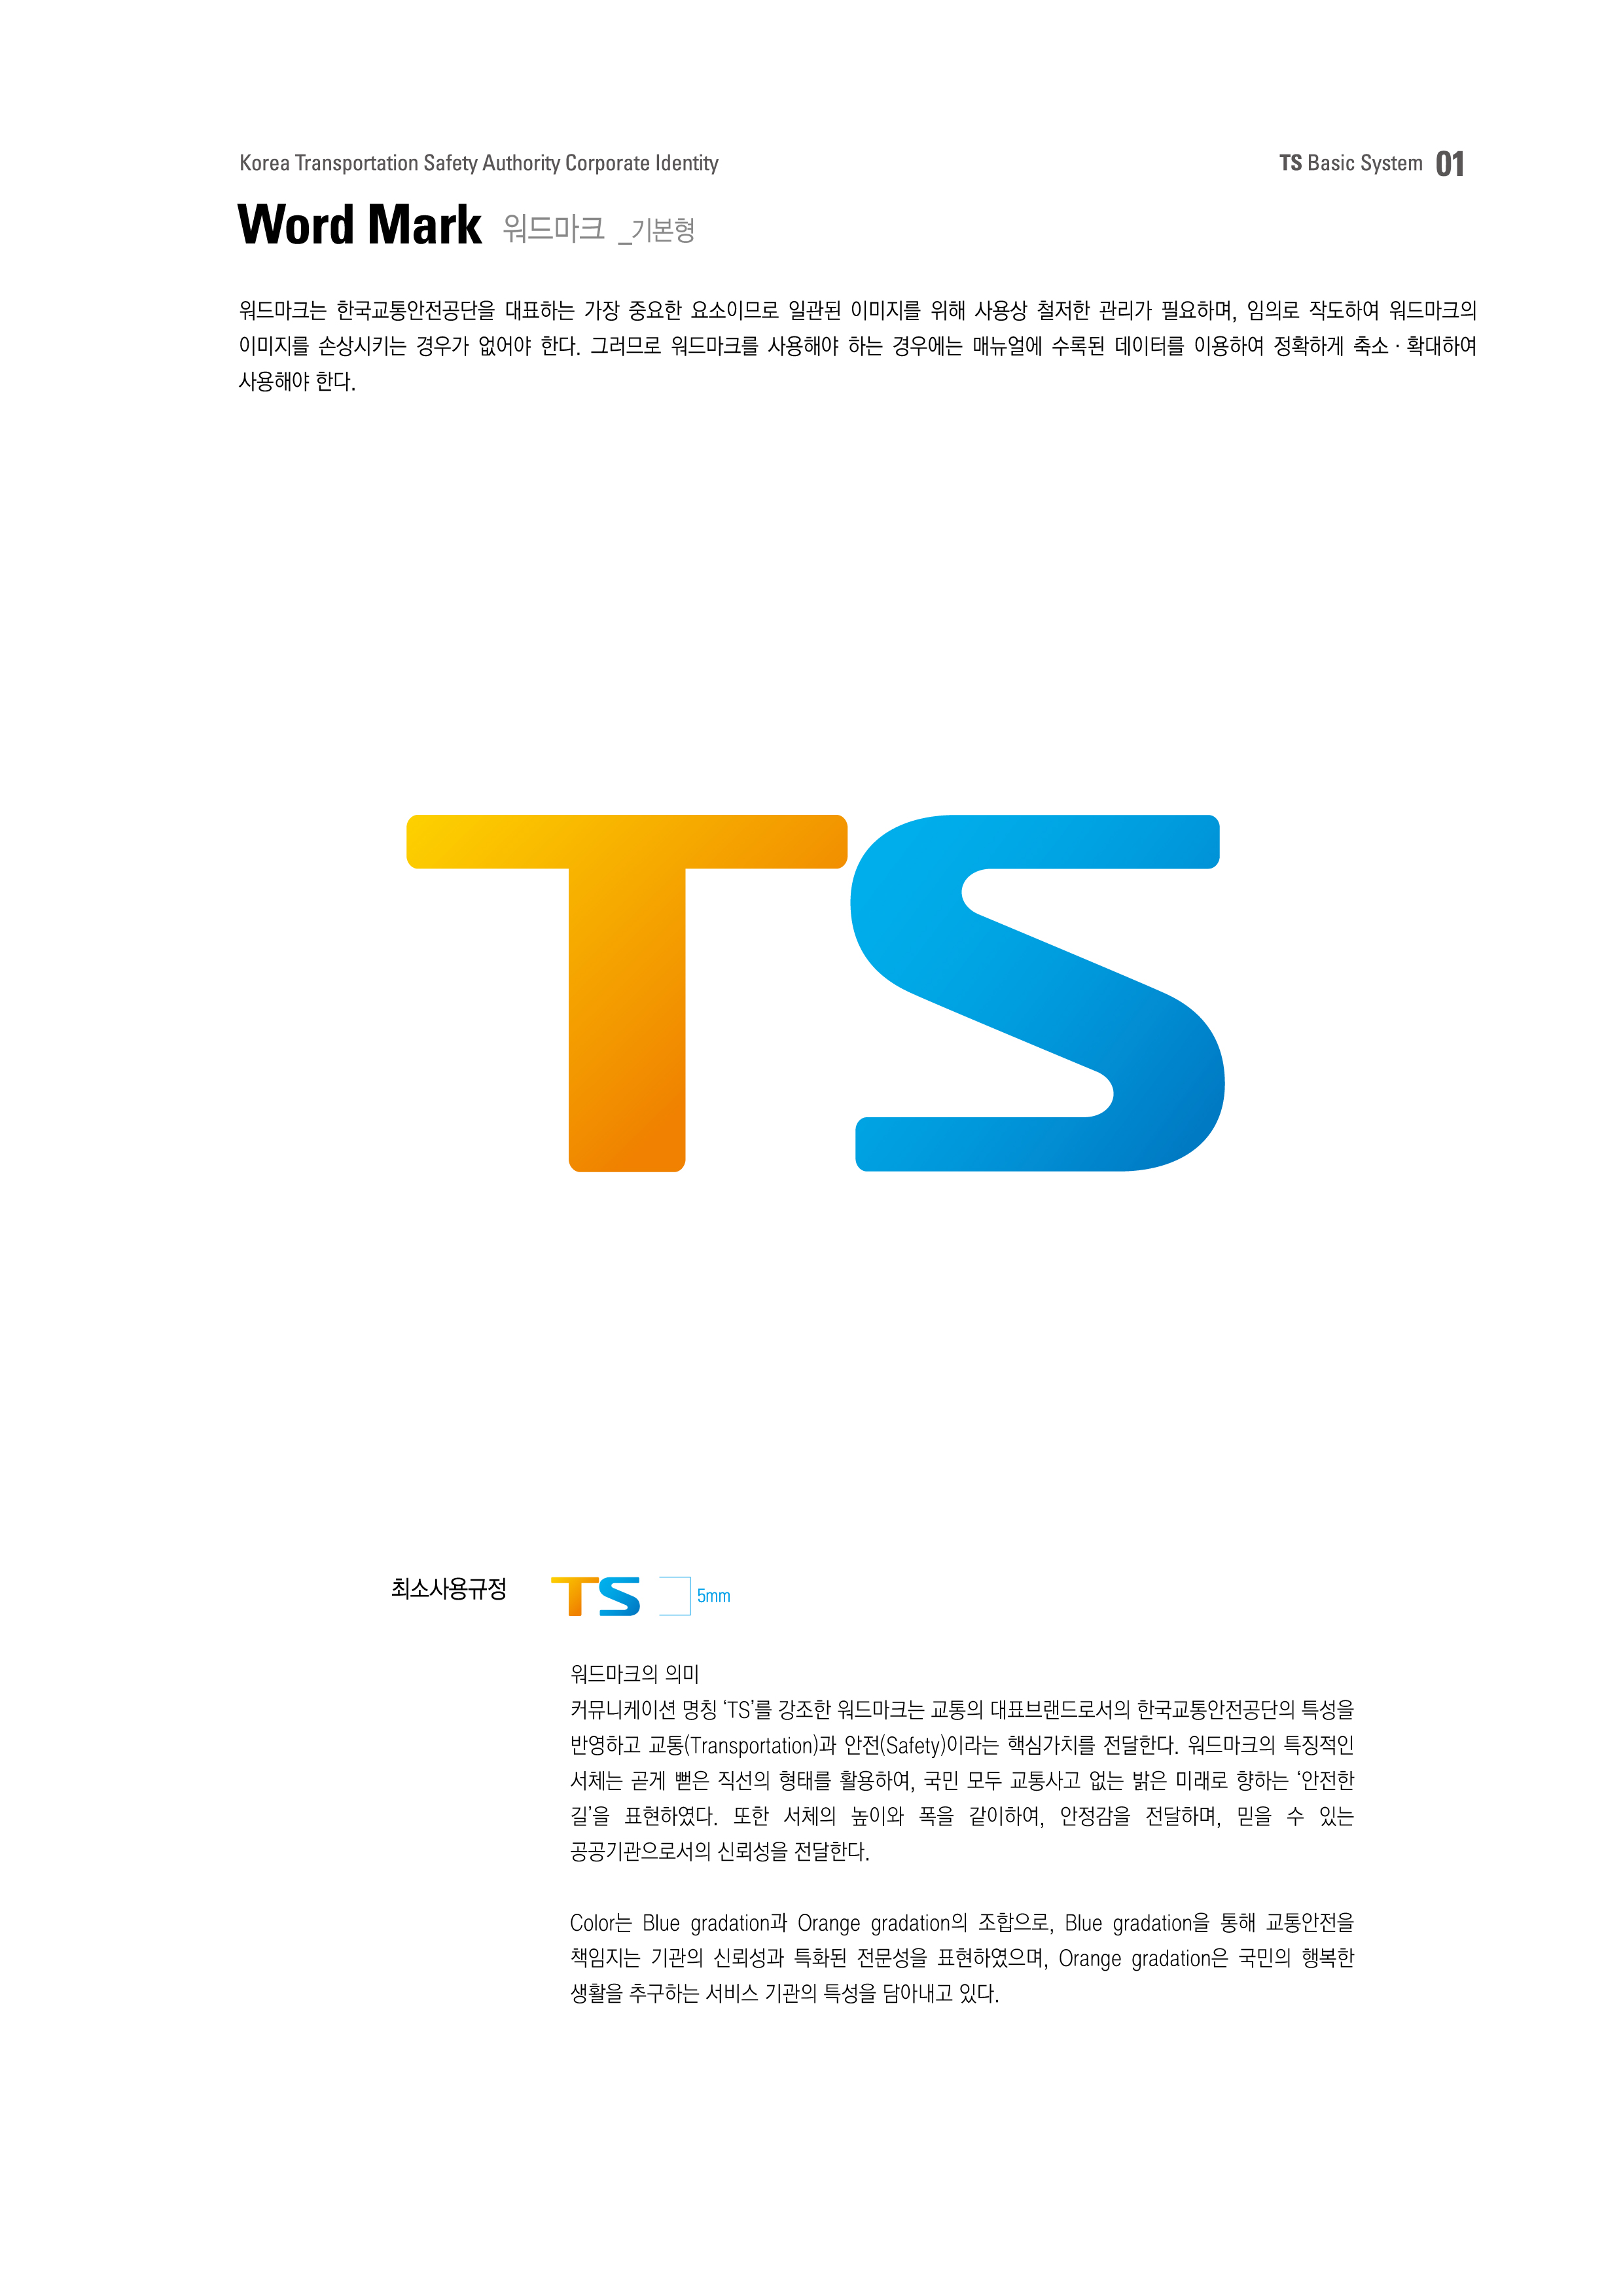 Korea Transportation Safety Authority Corporate Identity
TS Basic System 01
Word Mark 워드마크 _기본형
워드마크는 한국교통안전공단을 대표하는 가장 중요한 요소이므로 일관된 이미지를 위해 사용상 철저한 관리가 필요하며, 임의로 작도하여 워드마크의
이미지를 손상시키는 경우가 없어야 한다. 그러므로 워드마크를 사용해야 하는 경우에는 매뉴얼에 수록된 데이터를 이용하여 정확하게 축소 · 확대하여
사용해야 한다.
TS
최소사용규정 TS 5mm
워드마크의 의미
커뮤니케이션 명칭 ‘TS’를 강조한 워드마크는 교통의 대표브랜드로서의 한국교통안전공단의 특성을
반영하고 교통(Transportation)과 안전(Safety)이라는 핵심가치를 전달한다. 워드마크의 특징적인
서체는 곧게 뻗은 직선의 형태를 활용하여, 국민 모두 교통사고 없는 밝은 미래로 향하는 ‘안전한
길’을 표현하였다. 또한 서체의 높이와 폭을 같이하여, 안정감을 전달하며, 믿을 수 있는
공공기관으로서의 신뢰성을 전달한다.
Color는 Blue gradation과 Orange gradation의 조합으로, Blue gradation을 통해 교통안전을
책임지는 기관의 신뢰성과 특화된 전문성을 표현하였으며, Orange gradation은 국민의 행복한
생활을 추구하는 서비스 기관의 특성을 담아내고 있다.